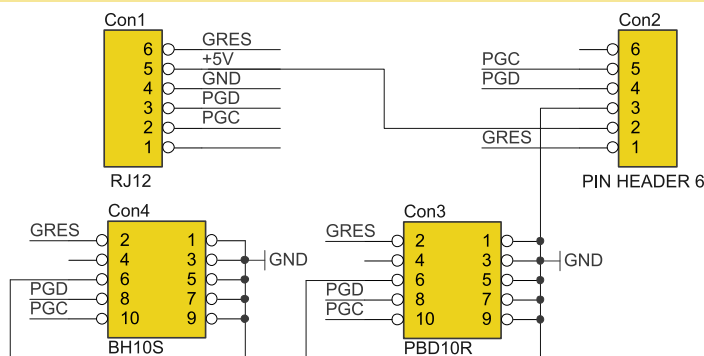 Con1
6 GRES
5 +5V
4 GND
3 PGD
2 PGC
1
RJ12
Con2
6
PGC 5
PGD 4
3
2
GRES 1
PIN HEADER 6
Con4
GRES 2 1
4 3 GND
6 5
PGD 8 7
PGC 10 9
BH10S
Con3
GRES 2 1
4 3 GND
6 5
PGD 8 7
PGC 10 9
PBD10R